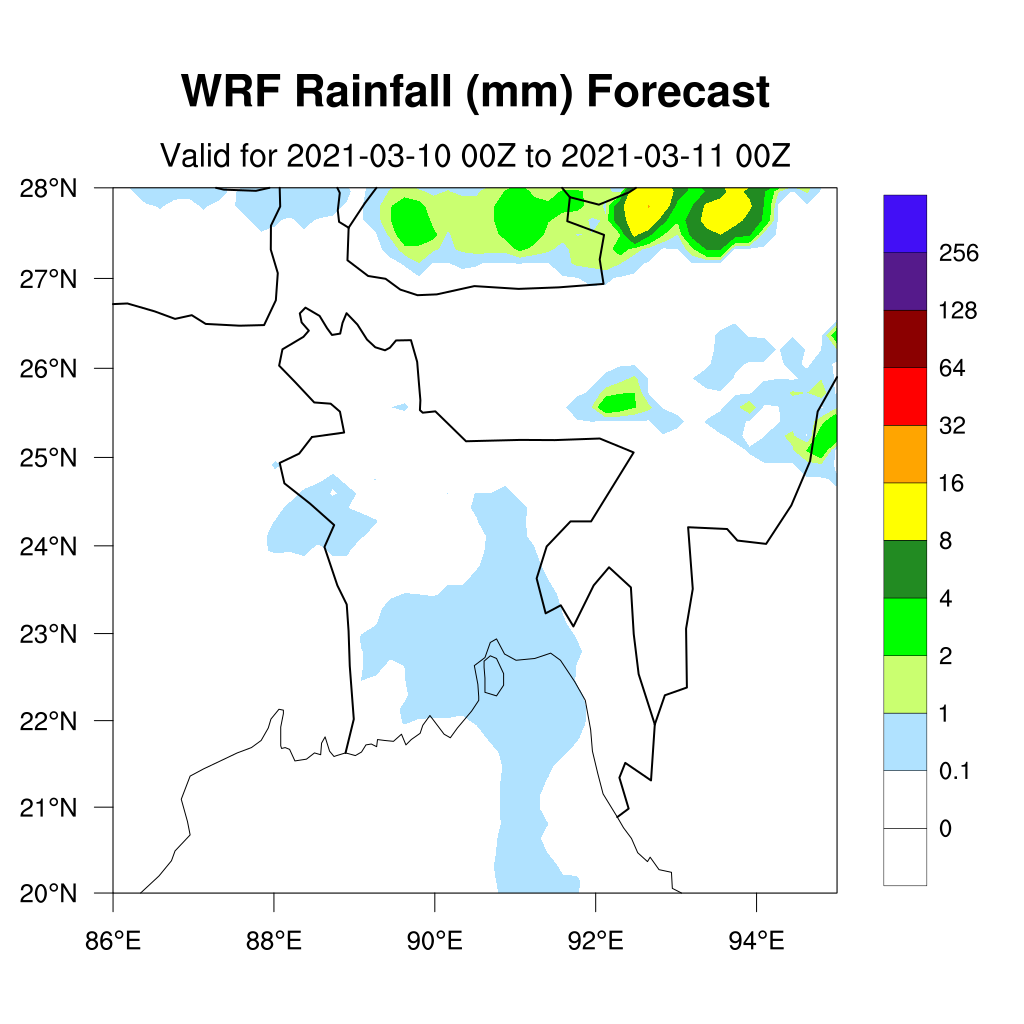 WRF Rainfall (mm) Forecast
Valid for 2021-03-10 00Z to 2021-03-11 00Z
28°N
27°N
26°N
25°N
24°N
23°N
22°N
21°N
20°N
86°E 88°E 90°E 92°E 94°E
256
128
64
32
16
8
4
2
1
0.1
0